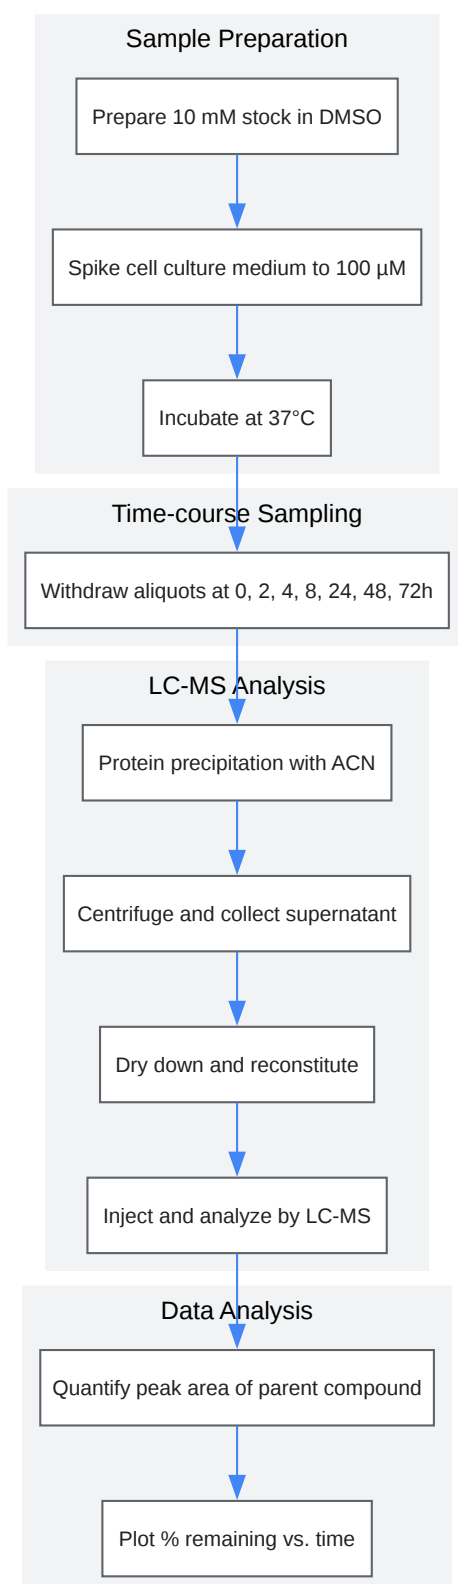 Sample Preparation
Prepare 10 mM stock in DMSO
Spike cell culture medium to 100 µM
Incubate at 37°C
Time-course Sampling
Withdraw aliquots at 0, 2, 4, 8, 24, 48, 72h
LC-MS Analysis
Protein precipitation with ACN
Centrifuge and collect supernatant
Dry down and reconstitute
Inject and analyze by LC-MS
Data Analysis
Quantify peak area of parent compound
Plot % remaining vs. time